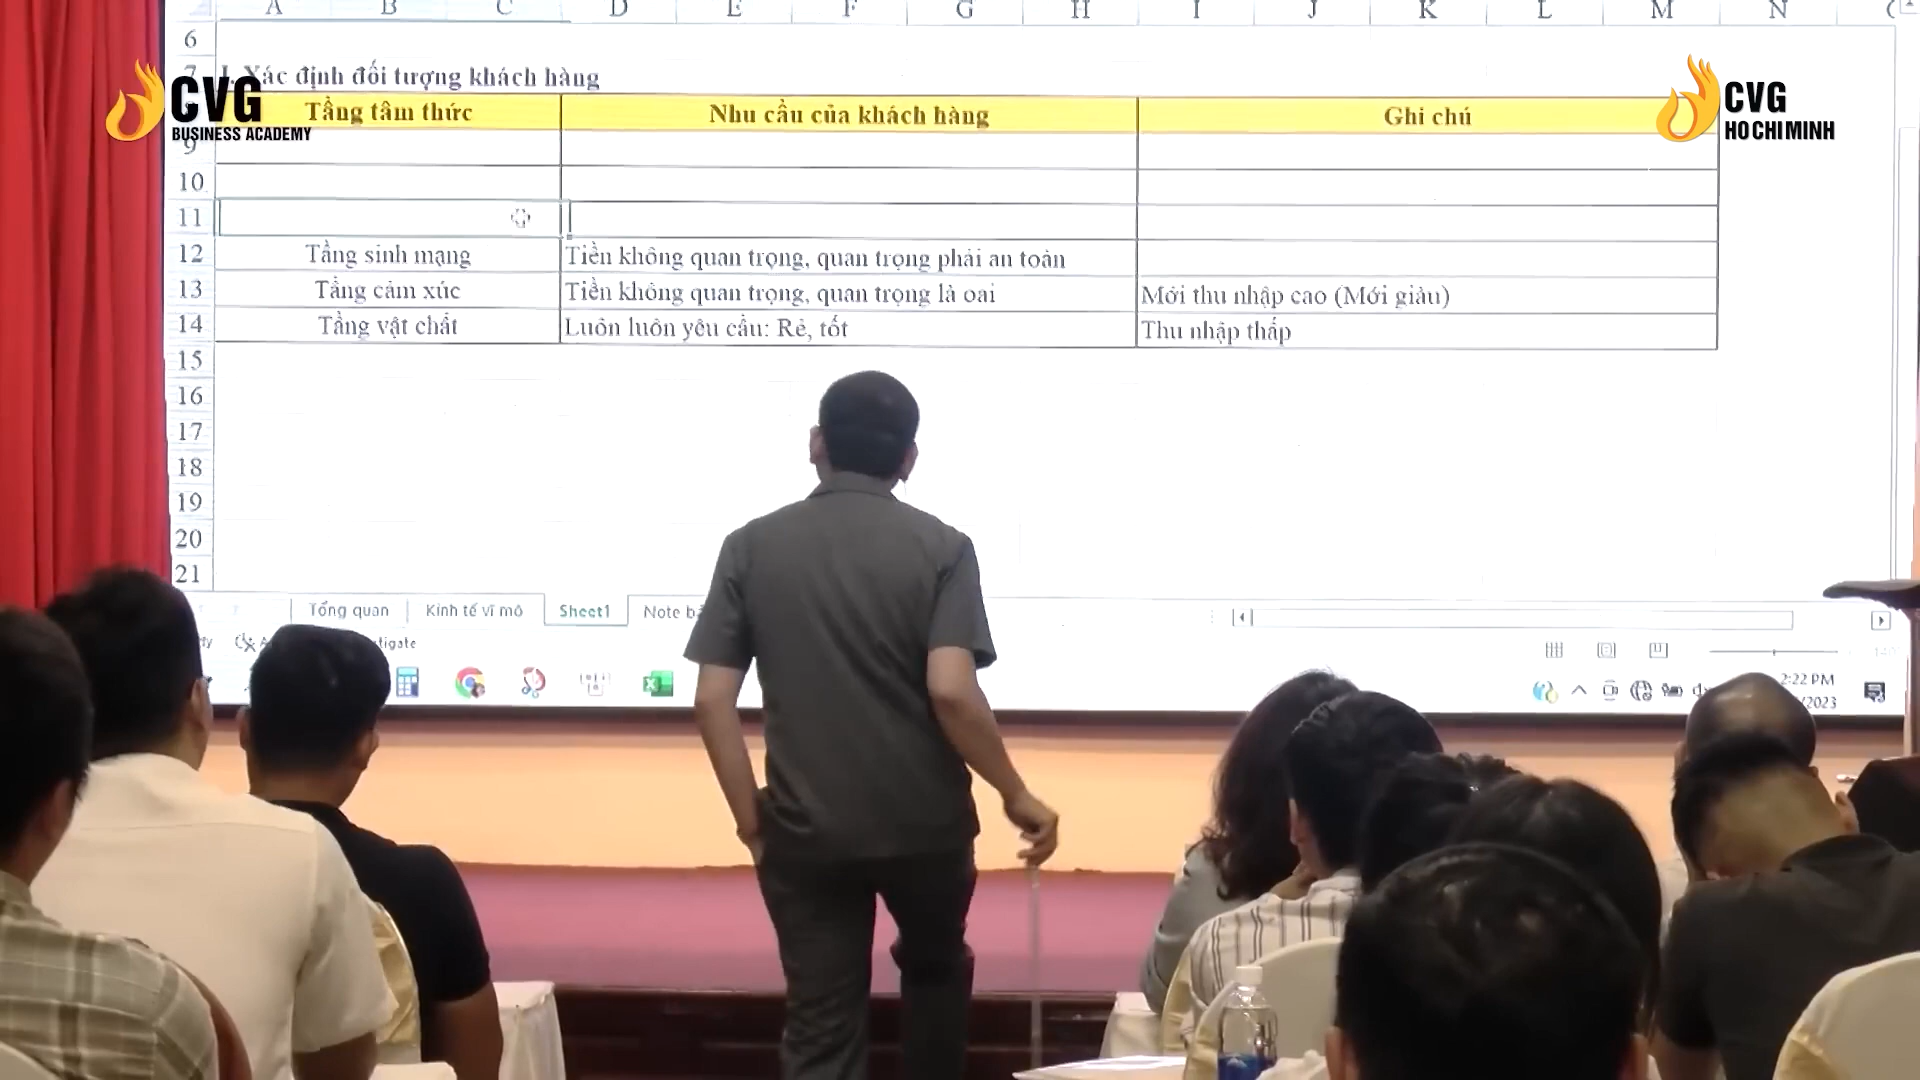 A B C D E F G H I J K L M N
6
7 I. Xác định đối tượng khách hàng
CVG
BUSINESS ACADEMY
CVG
HO CHI MINH
Tầng tâm thức Nhu cầu của khách hàng Ghi chú
9
10
11
12 Tầng sinh mạng Tiền không quan trọng, quan trọng phải an toàn
13 Tầng cảm xúc Tiền không quan trọng, quan trọng là oai Mới thu nhập cao (Mới giàu)
14 Tầng vật chất Luôn luôn yêu cầu: Rẻ, tốt Thu nhập thấp
15
16
17
18
19
20
21
Tổng quan Kinh tế vĩ mô Sheet1 Note
2:22 PM
/2023